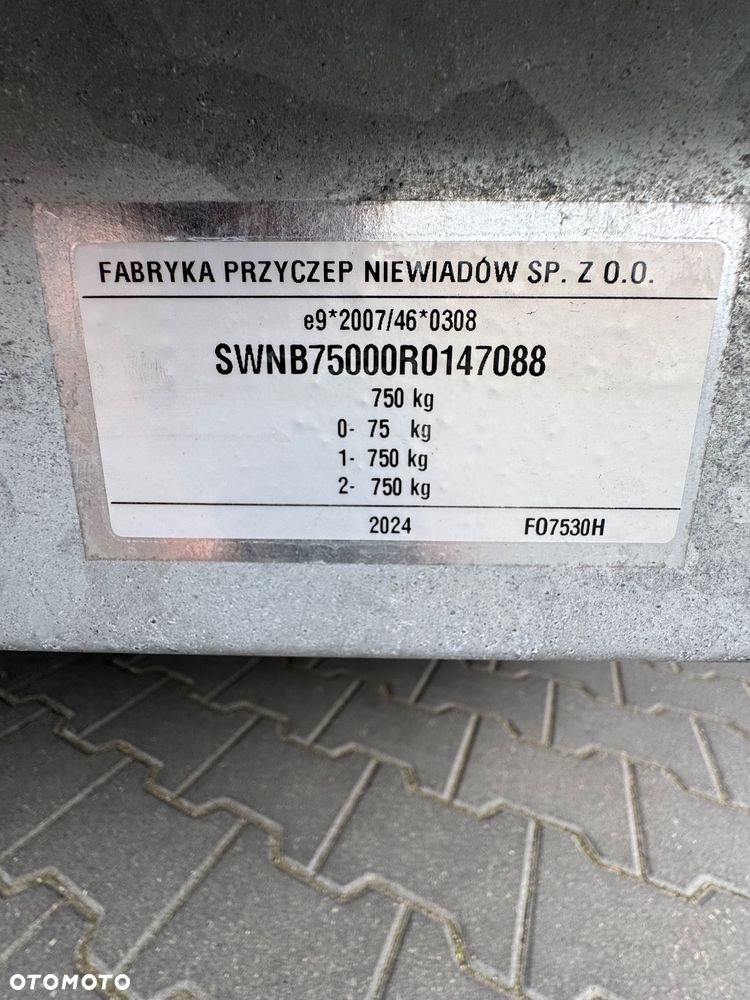 FABRYKA PRZYCZEP NIEWIADÓW SP. Z O.O.
e9*2007/46*0308
SWNB75000R0147088
750 kg
0- 75 kg
1- 750 kg
2- 750 kg
2024 FO7530H
OTOMOTO